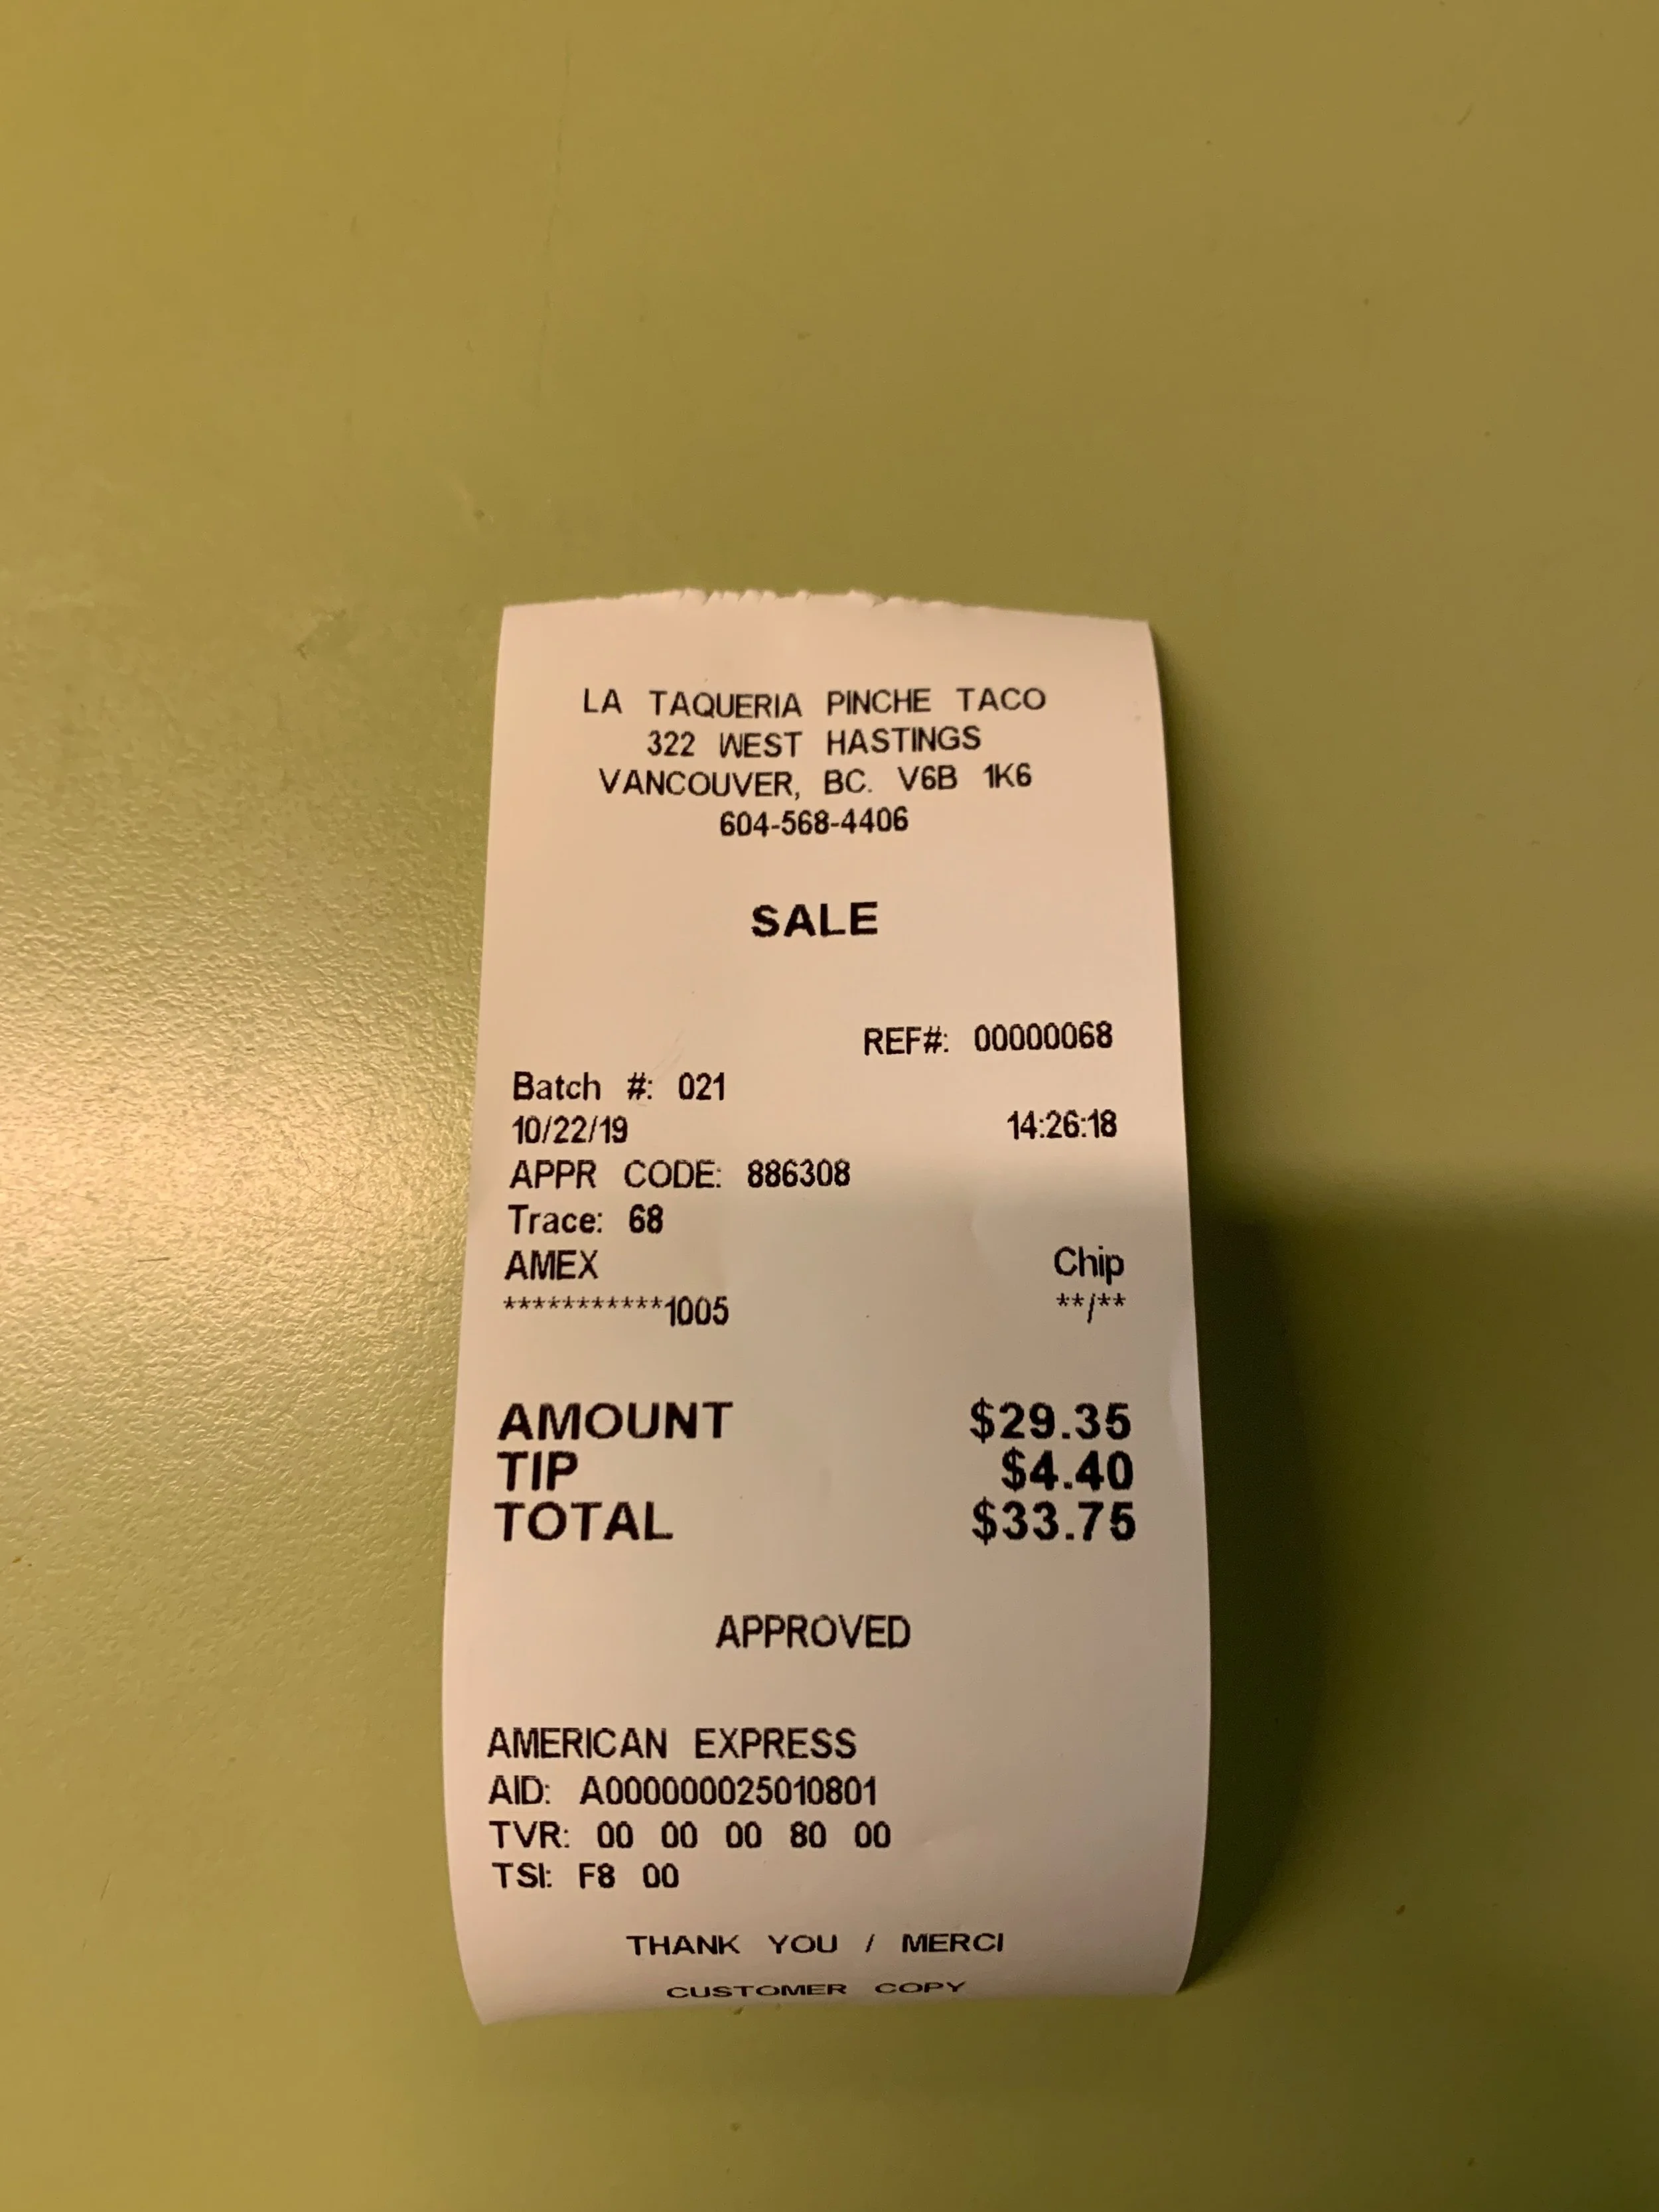 LA TAQUERIA PINCHE TACO
322 WEST HASTINGS
VANCOUVER, BC. V6B 1K6
604-568-4406
SALE
REF#: 00000068
Batch #: 021
10/22/19 14:26:18
APPR CODE: 886308
Trace: 68
AMEX Chip
***********1005 **/**
AMOUNT $29.35
TIP $4.40
TOTAL $33.75
APPROVED
AMERICAN EXPRESS
AID: A000000025010801
TVR: 00 00 00 80 00
TSI: F8 00
THANK YOU / MERCI
CUSTOMER COPY